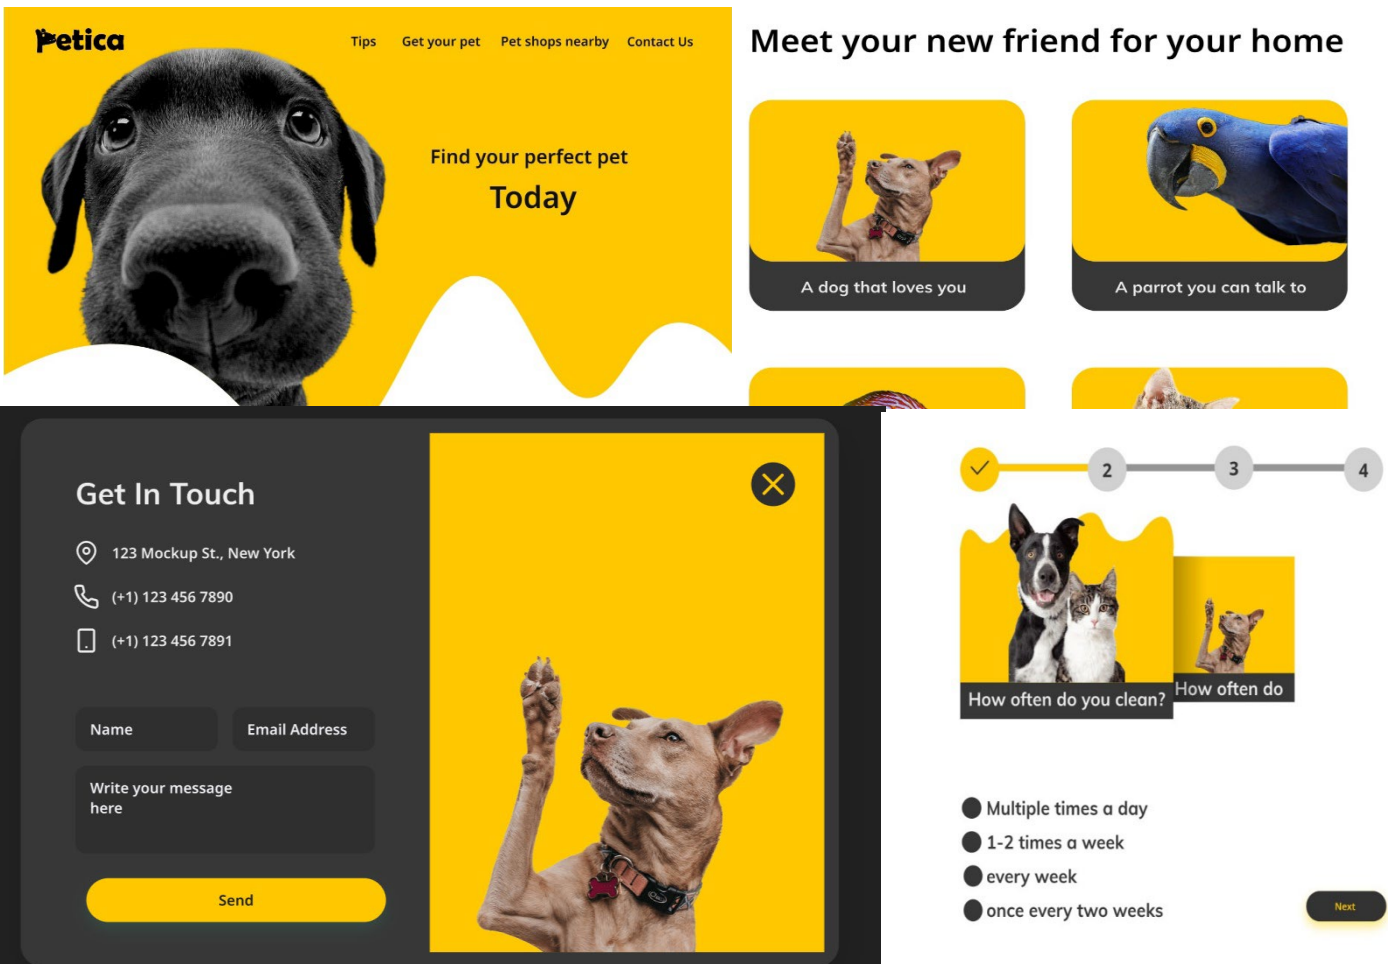 Petica
Tips Get your pet Pet shops nearby Contact Us
Find your perfect pet
Today
Meet your new friend for your home
A dog that loves you
A parrot you can talk to
Get In Touch
123 Mockup St., New York
(+1) 123 456 7890
(+1) 123 456 7891
Name Email Address
Write your message
here
Send
2 3 4
How often do you clean? How often do
Multiple times a day
1-2 times a week
every week
once every two weeks
Next